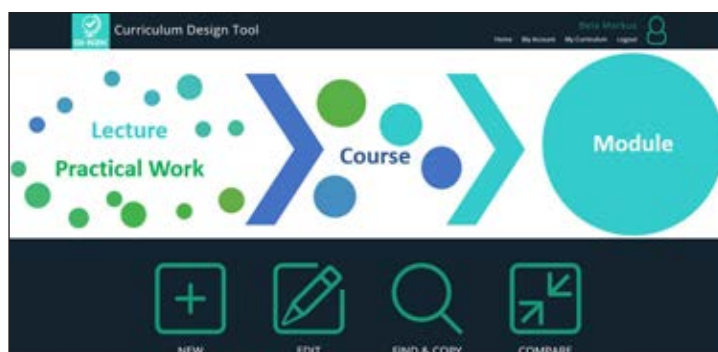 Curriculum Design Tool
Bela Markus
Home My Account My Curriculum Logout
Lecture
Practical Work
Course
Module
NEW EDIT FIND & COPY COMPARE